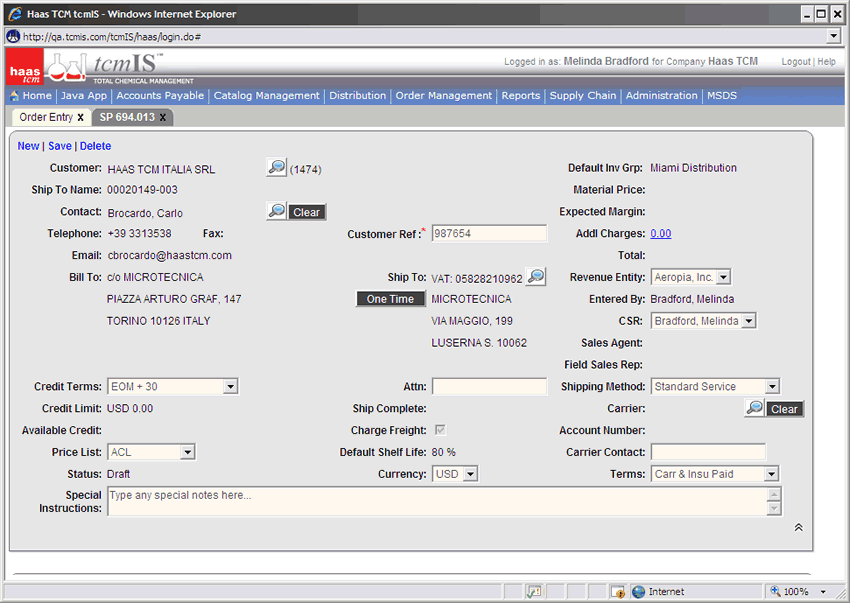 Haas TCM tcmIS - Windows Internet Explorer
http://qa.tcmis.com/tcmIS/haas/login.do#
haas tcm tcmIS™ TOTAL CHEMICAL MANAGEMENT Logged in as: Melinda Bradford for Company Haas TCM Logout | Help
Home | Java App | Accounts Payable | Catalog Management | Distribution | Order Management | Reports | Supply Chain | Administration | MSDS
Order Entry x SP 694.013 x
New | Save | Delete
Customer: HAAS TCM ITALIA SRL (1474) Default Inv Grp: Miami Distribution
Ship To Name: 00020149-003 Material Price:
Contact: Brocardo, Carlo Clear Expected Margin:
Telephone: +39 3313538 Fax: Customer Ref :* 987654 Addl Charges: 0.00
Email: cbrocardo@haastcm.com Total:
Bill To: c/o MICROTECNICA Ship To: VAT: 05828210962 Revenue Entity: Aeropia, Inc.
PIAZZA ARTURO GRAF, 147 One Time MICROTECNICA Entered By: Bradford, Melinda
TORINO 10126 ITALY VIA MAGGIO, 199 CSR: Bradford, Melinda
LUSERNA S. 10062 Sales Agent:
Field Sales Rep:
Credit Terms: EOM + 30 Attn: Shipping Method: Standard Service
Credit Limit: USD 0.00 Ship Complete: Carrier: Clear
Available Credit: Charge Freight: Account Number:
Price List: ACL Default Shelf Life: 80 % Carrier Contact:
Status: Draft Currency: USD Terms: Carr & Insu Paid
Special Instructions: Type any special notes here...
Internet 100%